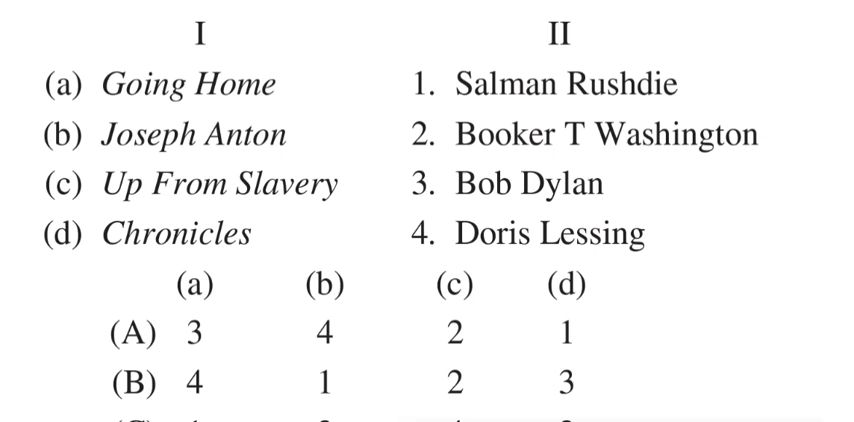 I II
(a) Going Home 1. Salman Rushdie
(b) Joseph Anton 2. Booker T Washington
(c) Up From Slavery 3. Bob Dylan
(d) Chronicles 4. Doris Lessing
(a) (b) (c) (d)
(A) 3 4 2 1
(B) 4 1 2 3